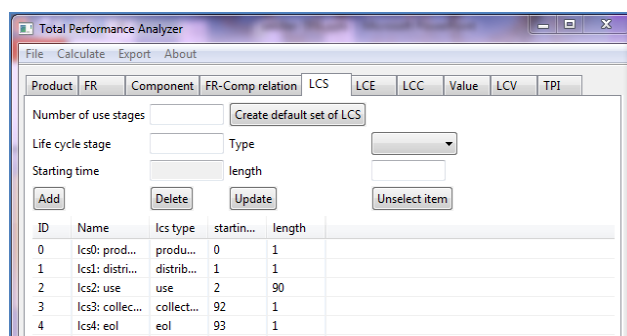 Total Performance Analyzer
File Calculate Export About
Product FR Component FR-Comp relation LCS LCE LCC Value LCV TPI
Number of use stages Create default set of LCS
Life cycle stage Type
Starting time length
Add Delete Update Unselect item
ID Name lcs type startin... length
0 lcs0: prod... produ... 0 1
1 lcs1: distri... distrib... 1 1
2 lcs2: use use 2 90
3 lcs3: collec... collect... 92 1
4 lcs4: eol eol 93 1